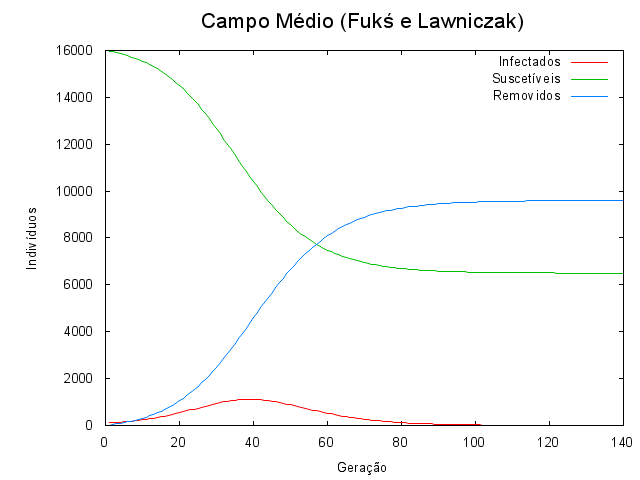 Campo Médio (Fukś e Lawniczak)
Infectados
Suscetíveis
Removidos
16000
14000
12000
10000
8000
6000
4000
2000
0
Indivíduos
0 20 40 60 80 100 120 140
Geração